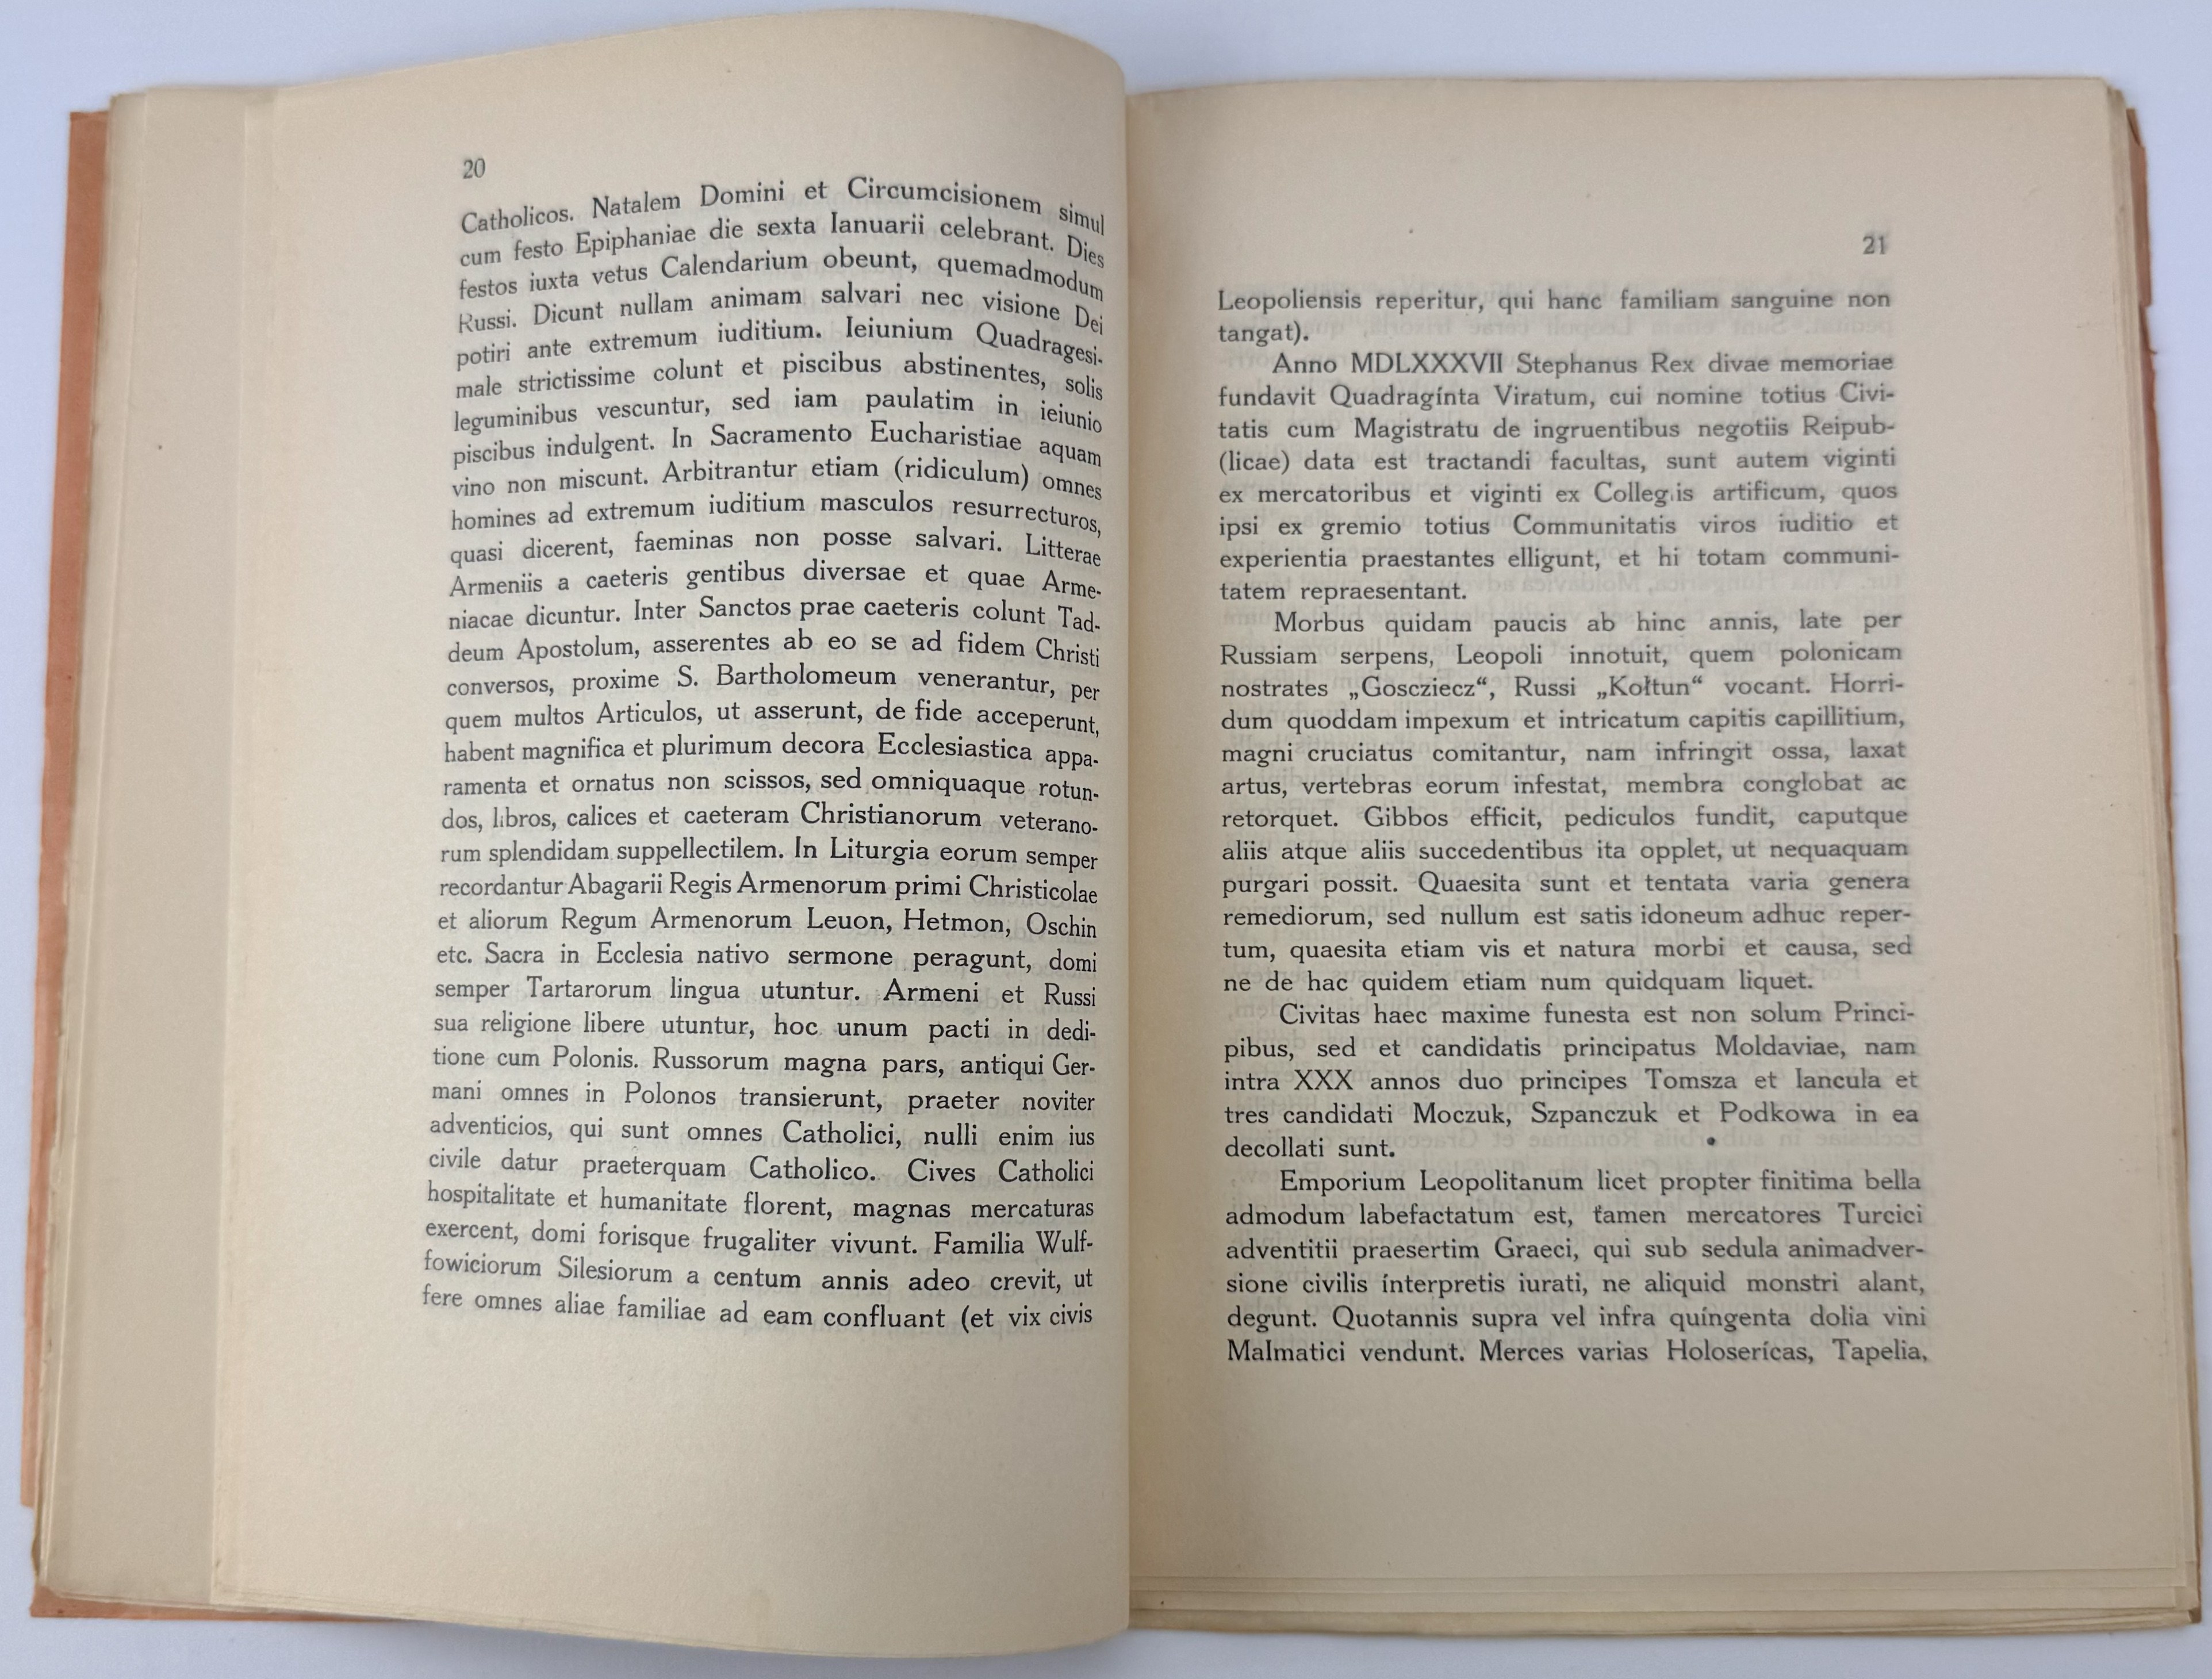 20
Catholicos. Natalem Domini et Circumcisionem simul
cum festo Epiphaniae die sexta Ianuarii celebrant. Dies
festos iuxta vetus Calendarium obeunt, quemadmodum
Russi. Dicunt nullam animam salvari nec visione Dei
potiri ante extremum iuditium. Ieiunium Quadragesi-
male strictissime colunt et piscibus abstinentes, solis
leguminibus vescuntur, sed iam paulatim in ieiunio
piscibus indulgent. In Sacramento Eucharistiae aquam
vino non miscunt. Arbitrantur etiam (ridiculum) omnes
homines ad extremum iuditium masculos resurrecturos,
quasi dicerent, faeminas non posse salvari. Litterae
Armeniis a caeteris gentibus diversae et quae Arme-
niacae dicuntur. Inter Sanctos prae caeteris colunt Tad-
deum Apostolum, asserentes ab eo se ad fidem Christi
conversos, proxime S. Bartholomeum venerantur, per
quem multos Articulos, ut asserunt, de fide acceperunt,
habent magnifica et plurimum decora Ecclesiastica appa-
ramenta et ornatus non scissos, sed omniquaque rotun-
dos, libros, calices et caeteram Christianorum veterano-
rum splendidam suppellectilem. In Liturgia eorum semper
recordantur Abagarii Regis Armenorum primi Christicolae
et aliorum Regum Armenorum Leuon, Hetmon, Oschin
etc. Sacra in Ecclesia nativo sermone peragunt, domi
semper Tartarorum lingua utuntur. Armeni et Russi
sua religione libere utuntur, hoc unum pacti in dedi-
tione cum Polonis. Russorum magna pars, antiqui Ger-
mani omnes in Polonos transierunt, praeter noviter
adventicios, qui sunt omnes Catholici, nulli enim ius
civile datur praeterquam Catholico. Cives Catholici
hospitalitate et humanitate florent, magnas mercaturas
exercent, domi forisque frugaliter vivunt. Familia Wulf-
fowiciorum Silesiorum a centum annis adeo crevit, ut
fere omnes aliae familiae ad eam confluant (et vix civis
21
Leopoliensis reperitur, qui hanc familiam sanguine non
tangat).
Anno MDLXXXVII Stephanus Rex divae memoriae
fundavit Quadraginta Viratum, cui nomine totius Civi-
tatis cum Magistratu de ingruentibus negotiis Reipub-
(licae) data est tractandi facultas, sunt autem viginti
ex mercatoribus et viginti ex Collegiis artificum, quos
ipsi ex gremio totius Communitatis viros iuditio et
experientia praestantes elligunt, et hi totam communi-
tatem repraesentant.
Morbus quidam paucis ab hinc annis, late per
Russiam serpens, Leopoli innotuit, quem polonicam
nostrates „Goscziecz“, Russi „Kołtun“ vocant. Horri-
dum quoddam impexum et intricatum capitis capillitium,
magni cruciatus comitantur, nam infringit ossa, laxat
artus, vertebras eorum infestat, membra conglobat ac
retorquet. Gibbos efficit, pediculos fundit, caputque
aliis atque aliis succedentibus ita opplet, ut nequaquam
purgari possit. Quaesita sunt et tentata varia genera
remediorum, sed nullum est satis idoneum adhuc reper-
tum, quaesita etiam vis et natura morbi et causa, sed
ne de hac quidem etiam num quidquam liquet.
Civitas haec maxime funesta est non solum Princi-
pibus, sed et candidatis principatus Moldaviae, nam
intra XXX annos duo principes Tomsza et Iancula et
tres candidati Moczuk, Szpanczuk et Podkowa in ea
decollati sunt.
Emporium Leopolitanum licet propter finitima bella
admodum labefactatum est, tamen mercatores Turcici
adventitii praesertim Graeci, qui sub sedula animadver-
sione civilis interpretis iurati, ne aliquid monstri alant,
degunt. Quotannis supra vel infra quingenta dolia vini
Malmatici vendunt. Merces varias Holosericas, Tapelia,